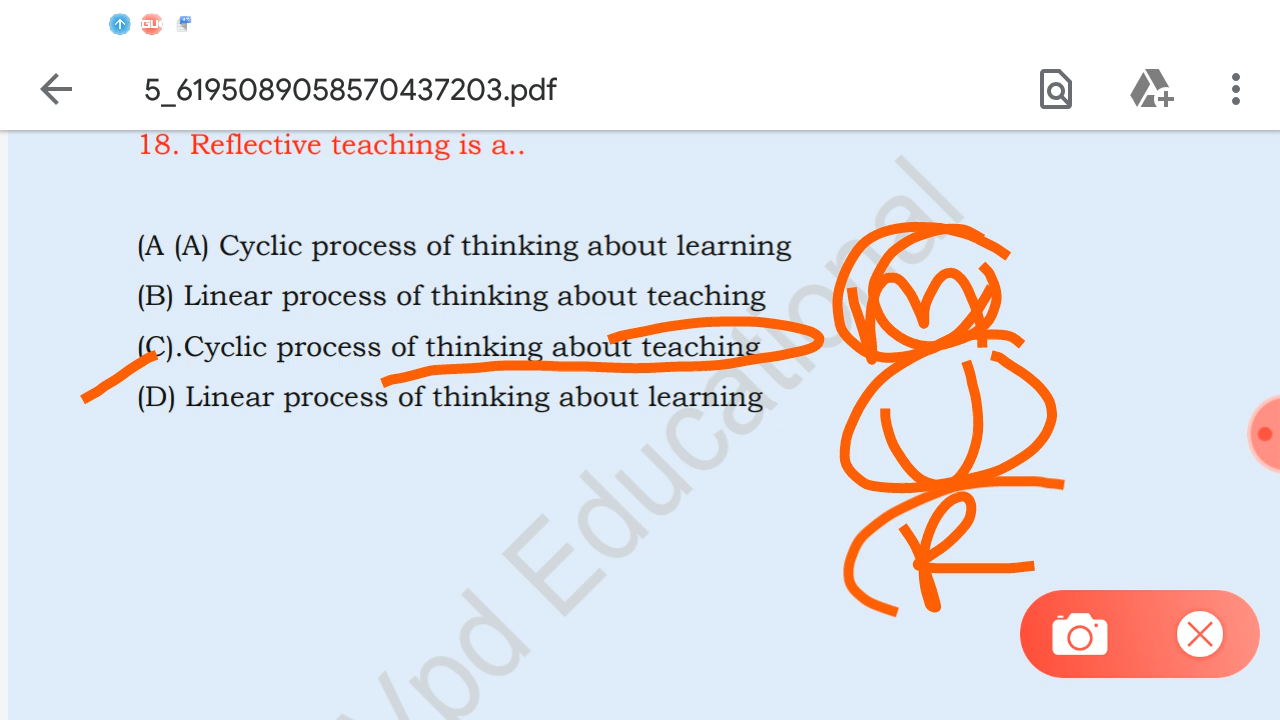 GU
5_6195089058570437203.pdf
18. Reflective teaching is a..
(A (A) Cyclic process of thinking about learning
(B) Linear process of thinking about teaching
(C).Cyclic process of thinking about teaching
(D) Linear process of thinking about learning
Vpd Educational
M
U
R